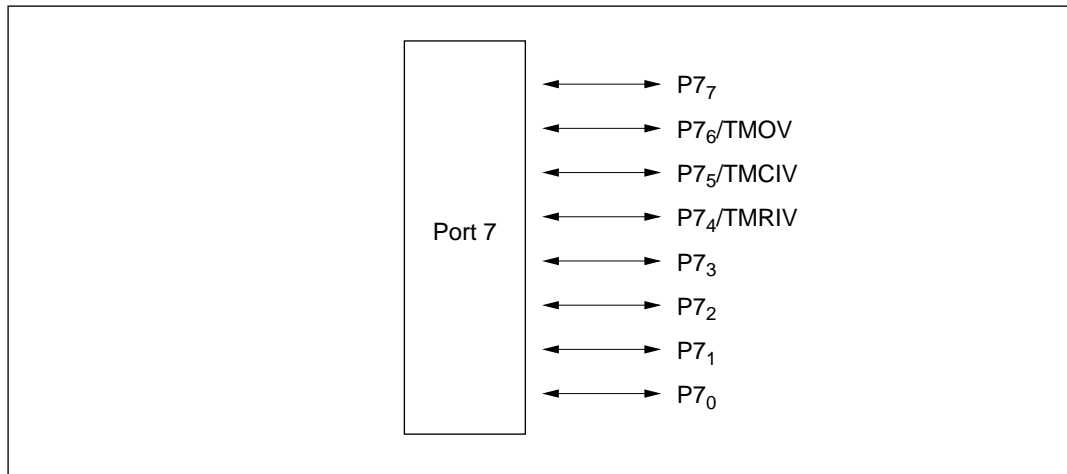 P7₇
P7₆/TMOV
P7₅/TMCIV
P7₄/TMRIV
Port 7
P7₃
P7₂
P7₁
P7₀